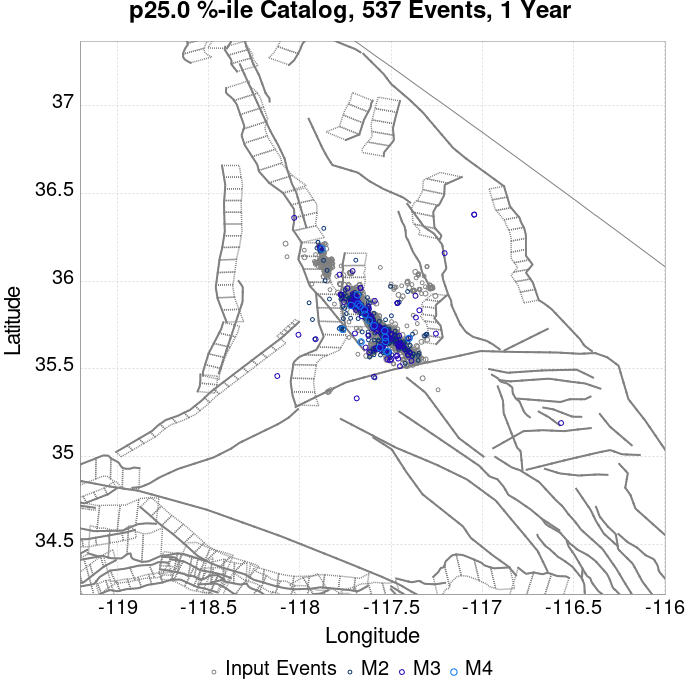 p25.0 %-ile Catalog, 537 Events, 1 Year
37
36.5
36
35.5
35
34.5
Latitude
-119 -118.5 -118 -117.5 -117 -116.5 -116
Longitude
Input Events M2 M3 M4